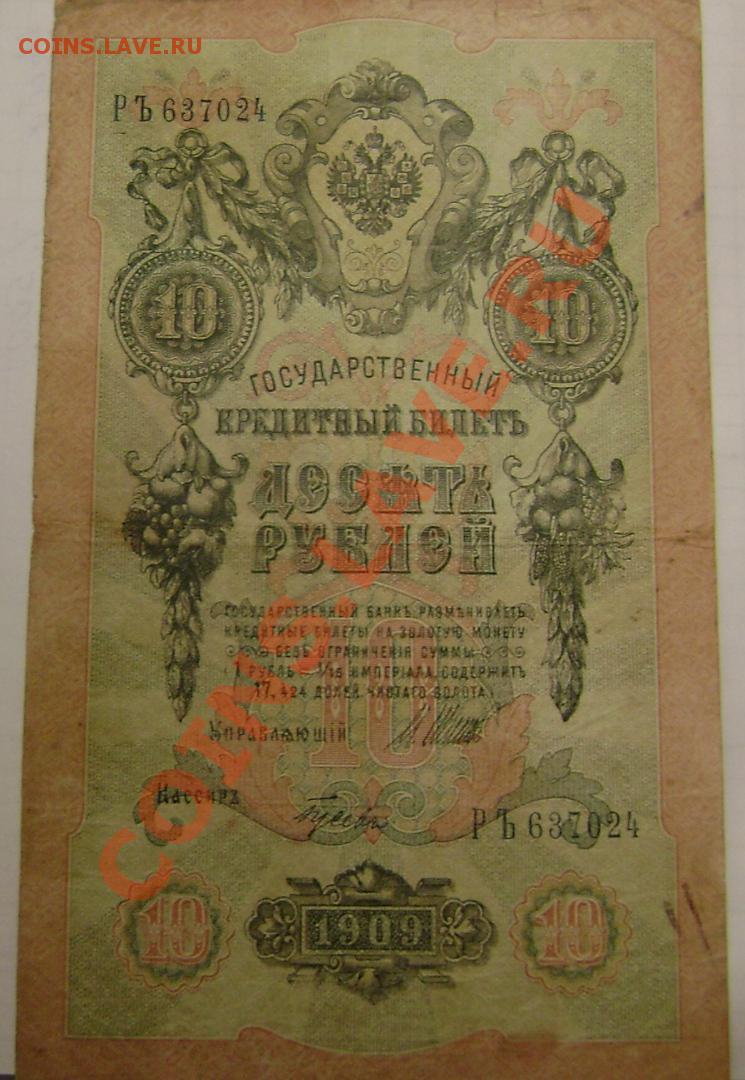 COINS.LAVE.RU
РЪ 637024
10 10
ГОСУДАРСТВЕННЫЙ
КРЕДИТНЫЙ БИЛЕТЪ
ДЕСЯТЬ
РУБЛЕЙ
ГОСУДАРСТВЕННЫЙ БАНКЪ РАЗМѢНИВАЕТЪ
КРЕДИТНЫЕ БИЛЕТЫ НА ЗОЛОТУЮ МОНЕТУ
БЕЗЪ ОГРАНИЧЕНІЯ СУММЫ
(1 РУБЛЬ = 1/15 ИМПЕРІАЛА, СОДЕРЖИТЪ
17,424 ДОЛЕЙ ЧИСТАГО ЗОЛОТА)
10
УПРАВЛЯЮЩІЙ
КАССИРЪ
РЪ 637024
10 1909 10
COINS.LAVE.RU